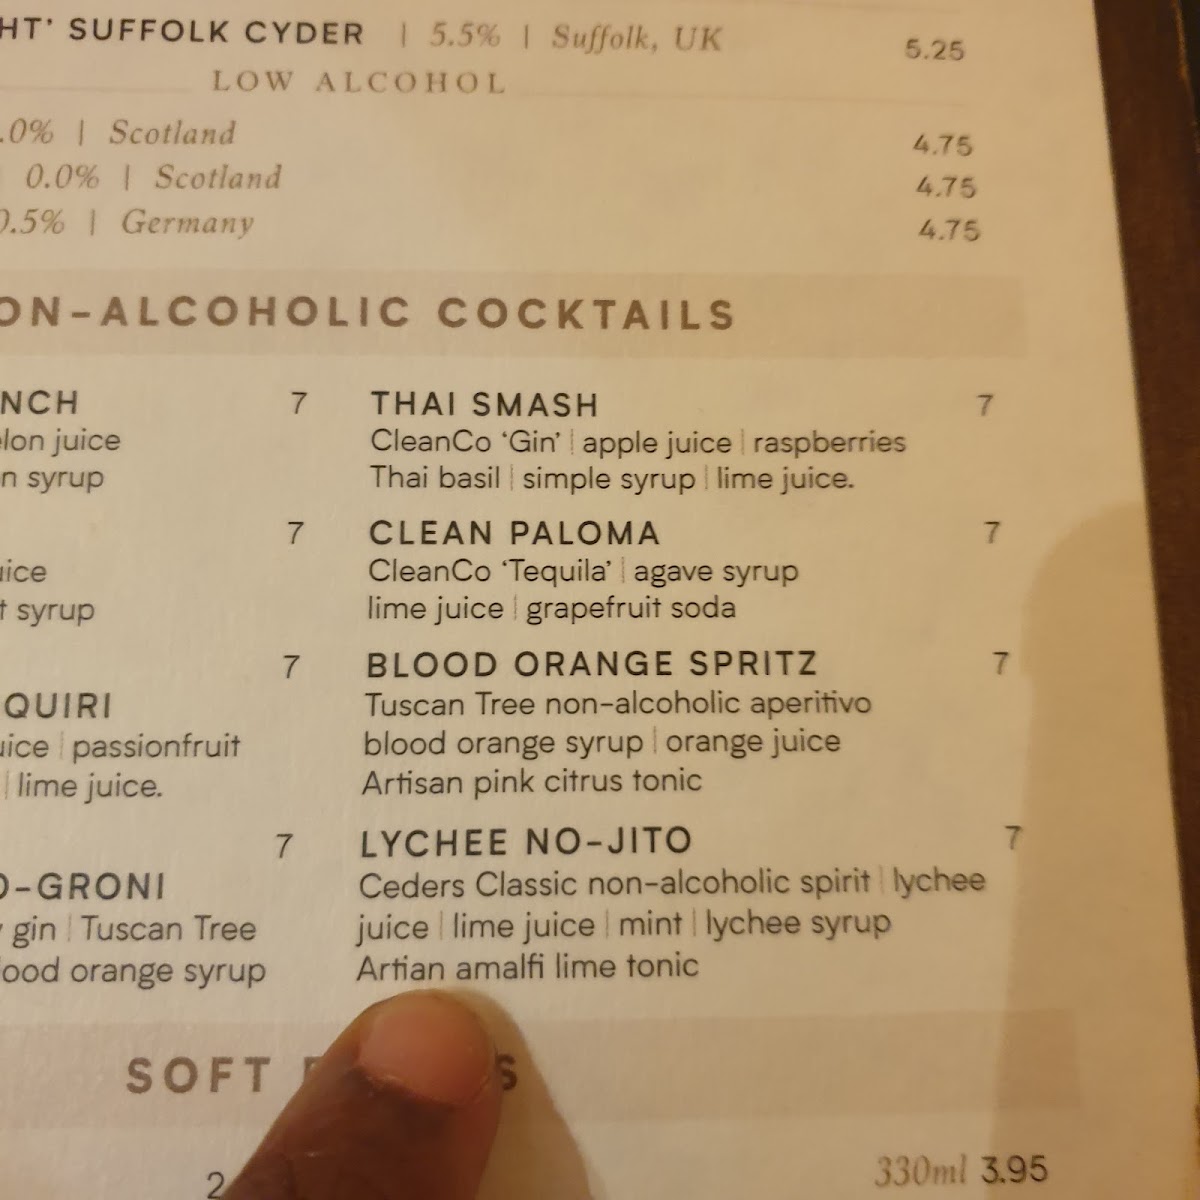 HT' SUFFOLK CYDER | 5.5% | Suffolk, UK 5.25
LOW ALCOHOL
.0% | Scotland 4.75
0.0% | Scotland 4.75
0.5% | Germany 4.75
ON-ALCOHOLIC COCKTAILS
NCH 7
lon juice
n syrup
7
uice
t syrup
7
QUIRI
uice | passionfruit
| lime juice.
7
O-GRONI
gin | Tuscan Tree
lood orange syrup
THAI SMASH 7
CleanCo 'Gin' | apple juice | raspberries
Thai basil | simple syrup | lime juice.
CLEAN PALOMA 7
CleanCo 'Tequila' | agave syrup
lime juice | grapefruit soda
BLOOD ORANGE SPRITZ 7
Tuscan Tree non-alcoholic aperitivo
blood orange syrup | orange juice
Artisan pink citrus tonic
LYCHEE NO-JITO 7
Ceders Classic non-alcoholic spirit | lychee
juice | lime juice | mint | lychee syrup
Artian amalfi lime tonic
SOFT
2
330ml 3.95